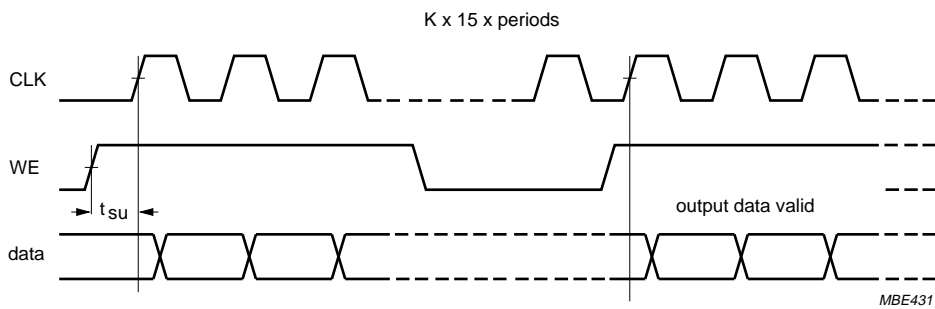 K x 15 x periods
CLK
WE
t su
output data valid
data
MBE431